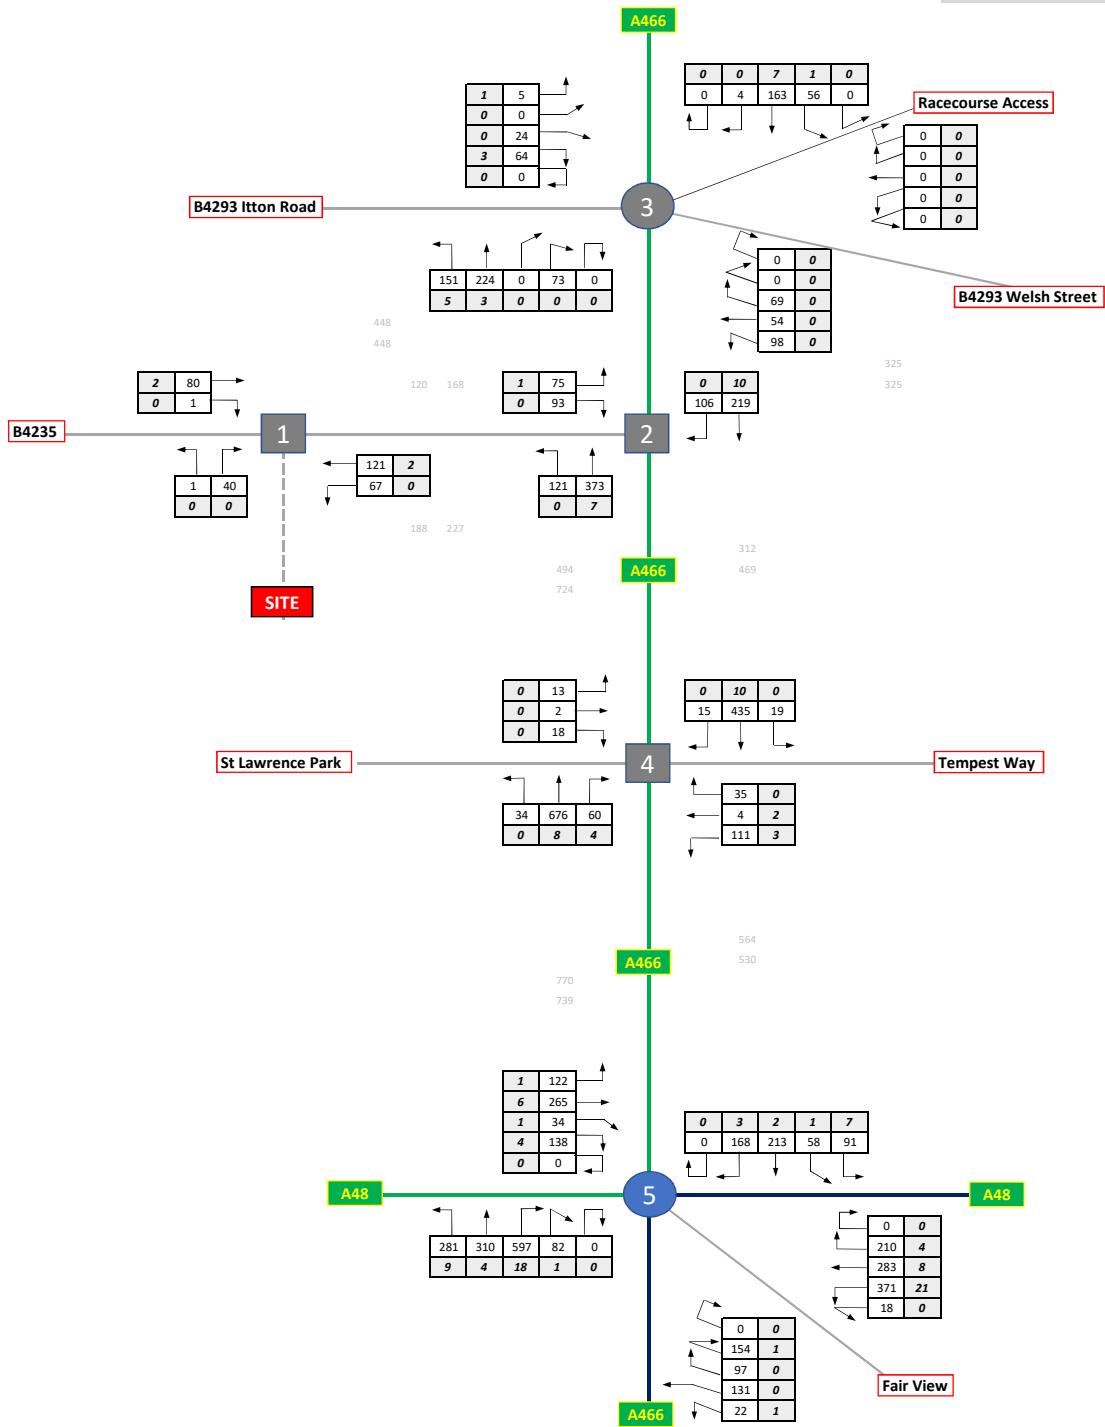 A466
0 0 7 1 0
0 4 163 56 0
1 5
0 0
0 24
3 64
0 0
Racecourse Access
0 0
0 0
0 0
0 0
0 0
B4293 Itton Road
3
151 224 0 73 0
5 3 0 0 0
0 0
0 0
69 0
54 0
98 0
B4293 Welsh Street
448
448
325
325
120 168
2 80
0 1
1 75
0 93
0 10
106 219
B4235
1
2
1 40
0 0
121 2
67 0
121 373
0 7
188 227
312
469
494
724
A466
SITE
0 13
0 2
0 18
0 10 0
15 435 19
St Lawrence Park
4
Tempest Way
34 676 60
0 8 4
35 0
4 2
111 3
564
530
A466
770
739
1 122
6 265
1 34
4 138
0 0
0 3 2 1 7
0 168 213 58 91
A48
5
A48
281 310 597 82 0
9 4 18 1 0
0 0
210 4
283 8
371 21
18 0
0 0
154 1
97 0
131 0
22 1
Fair View
A466